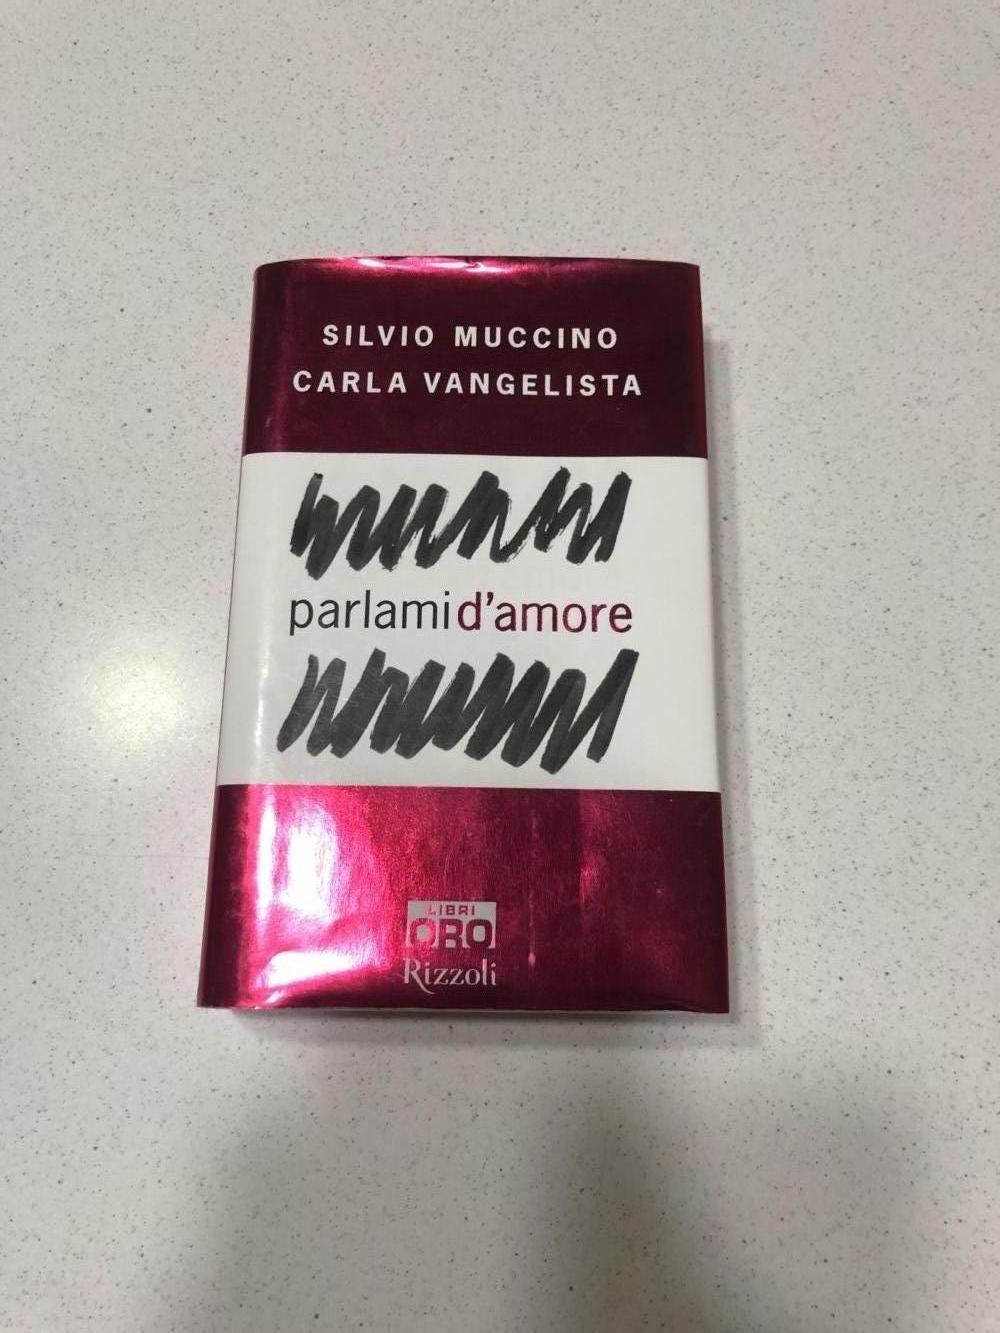 SILVIO MUCCINO
CARLA VANGELISTA
parlami d'amore
LIBRI
ORO
Rizzoli